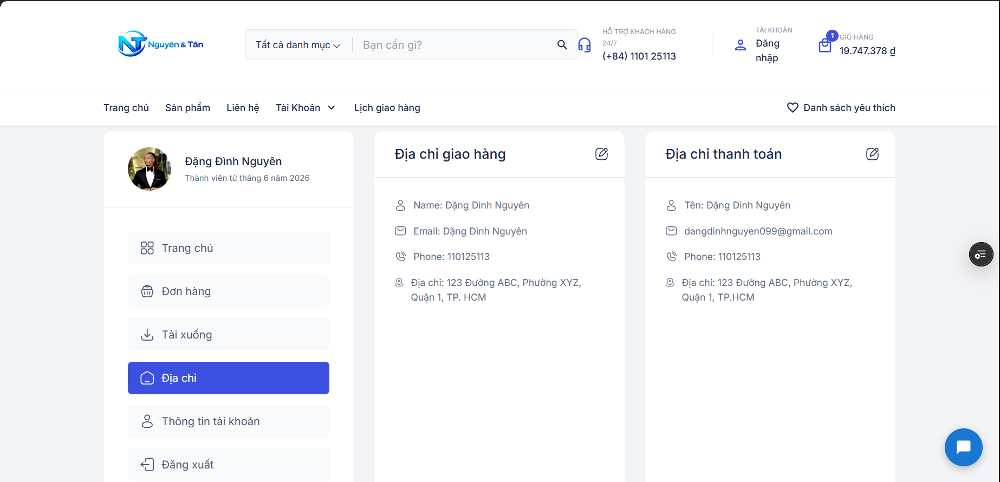 NT Nguyên & Tân
Tất cả danh mục
Bạn cần gì?
HỖ TRỢ KHÁCH HÀNG
24/7
(+84) 1101 25113
TÀI KHOẢN
Đăng
nhập
1
GIỎ HÀNG
19.747.378 ₫
Trang chủ
Sản phẩm
Liên hệ
Tài Khoản
Lịch giao hàng
Danh sách yêu thích
Đặng Đình Nguyên
Thành viên từ tháng 6 năm 2026
Trang chủ
Đơn hàng
Tải xuống
Địa chỉ
Thông tin tài khoản
Đăng xuất
Địa chỉ giao hàng
Name: Đặng Đình Nguyên
Email: Đặng Đình Nguyên
Phone: 110125113
Địa chỉ: 123 Đường ABC, Phường XYZ,
Quận 1, TP. HCM
Địa chỉ thanh toán
Tên: Đặng Đình Nguyên
dangdinhnguyen099@gmail.com
Phone: 110125113
Địa chỉ: 123 Đường ABC, Phường XYZ,
Quận 1, TP.HCM